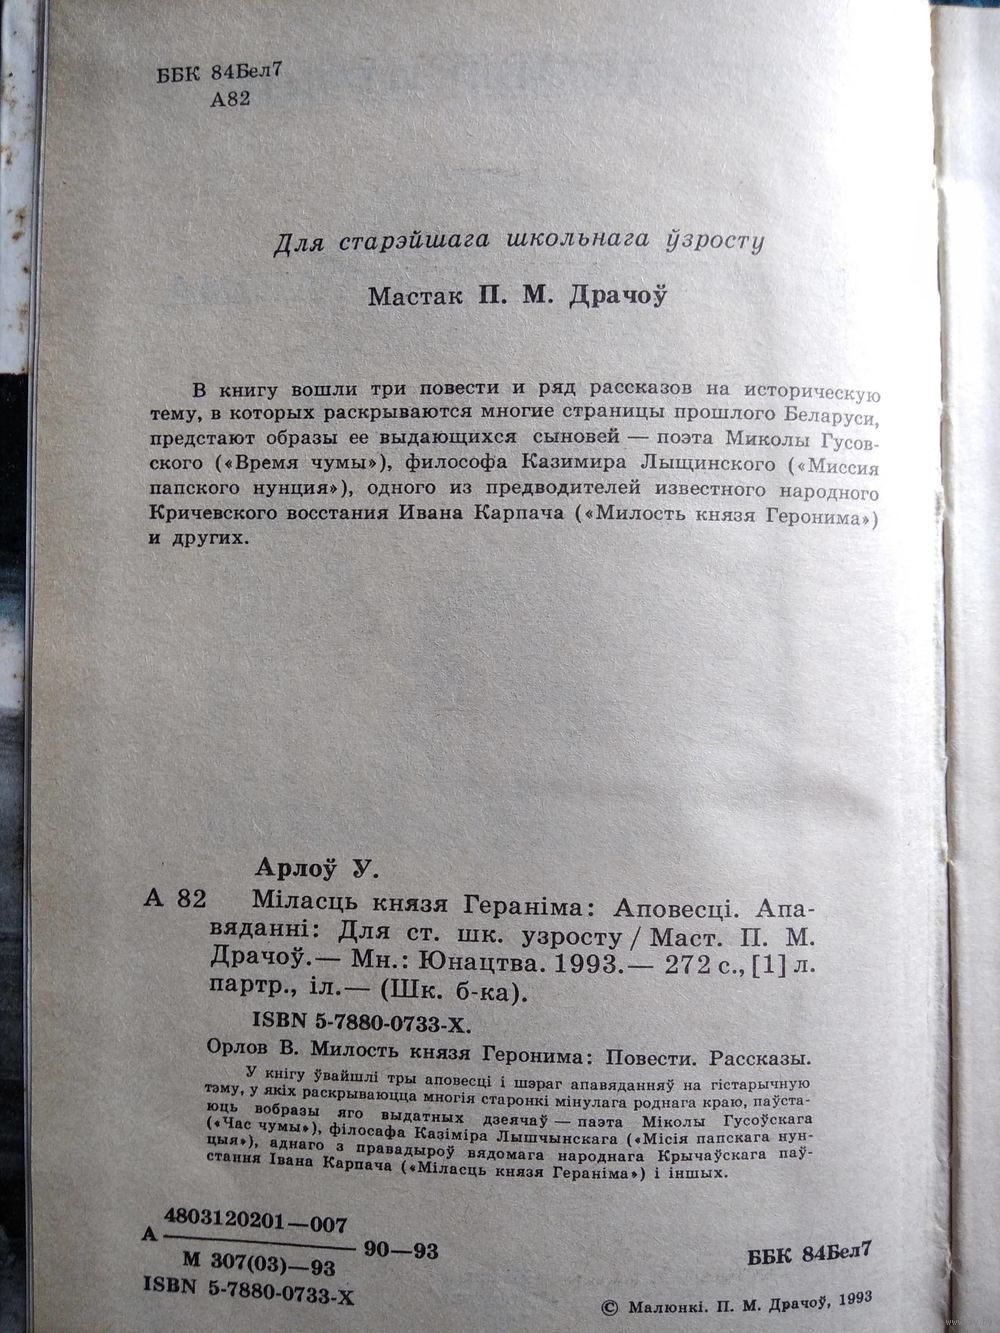 ББК 84Бел7
А82
Для старэйшага школьнага ўзросту
Мастак П. М. Драчоў
В книгу вошли три повести и ряд рассказов на историческую
тему, в которых раскрываются многие страницы прошлого Беларуси,
предстают образы ее выдающихся сыновей — поэта Миколы Гусов-
ского («Время чумы»), философа Казимира Лыщинского («Миссия
папского нунция»), одного из предводителей известного народного
Кричевского восстания Ивана Карпача («Милость князя Геронима»)
и других.
Арлоў У.
А 82 Міласць князя Гераніма: Аповесці. Апа-
вяданні: Для ст. шк. узросту / Маст. П. М.
Драчоў.— Мн.: Юнацтва. 1993.— 272 с., [1] л.
партр., іл.— (Шк. б-ка).
ISBN 5-7880-0733-X.
Орлов В. Милость князя Геронима: Повести. Рассказы.
У кнігу ўвайшлі тры аповесці і шэраг апавяданняў на гістарычную
тэму, у якіх раскрываюцца многія старонкі мінулага роднага краю, паўста-
юць вобразы яго выдатных дзеячаў — паэта Міколы Гусоўскага
(«Час чумы»), філосафа Казіміра Лышчынскага («Місія папскага нун-
цыя»), аднаго з правадыроў вядомага народнага Крычаўскага паў-
стання Івана Карпача («Міласць князя Гераніма») і іншых.
А 4803120201—007
М 307(03)—93 90—93
ББК 84Бел7
ISBN 5-7880-0733-X
© Малюнкі. П. М. Драчоў, 1993